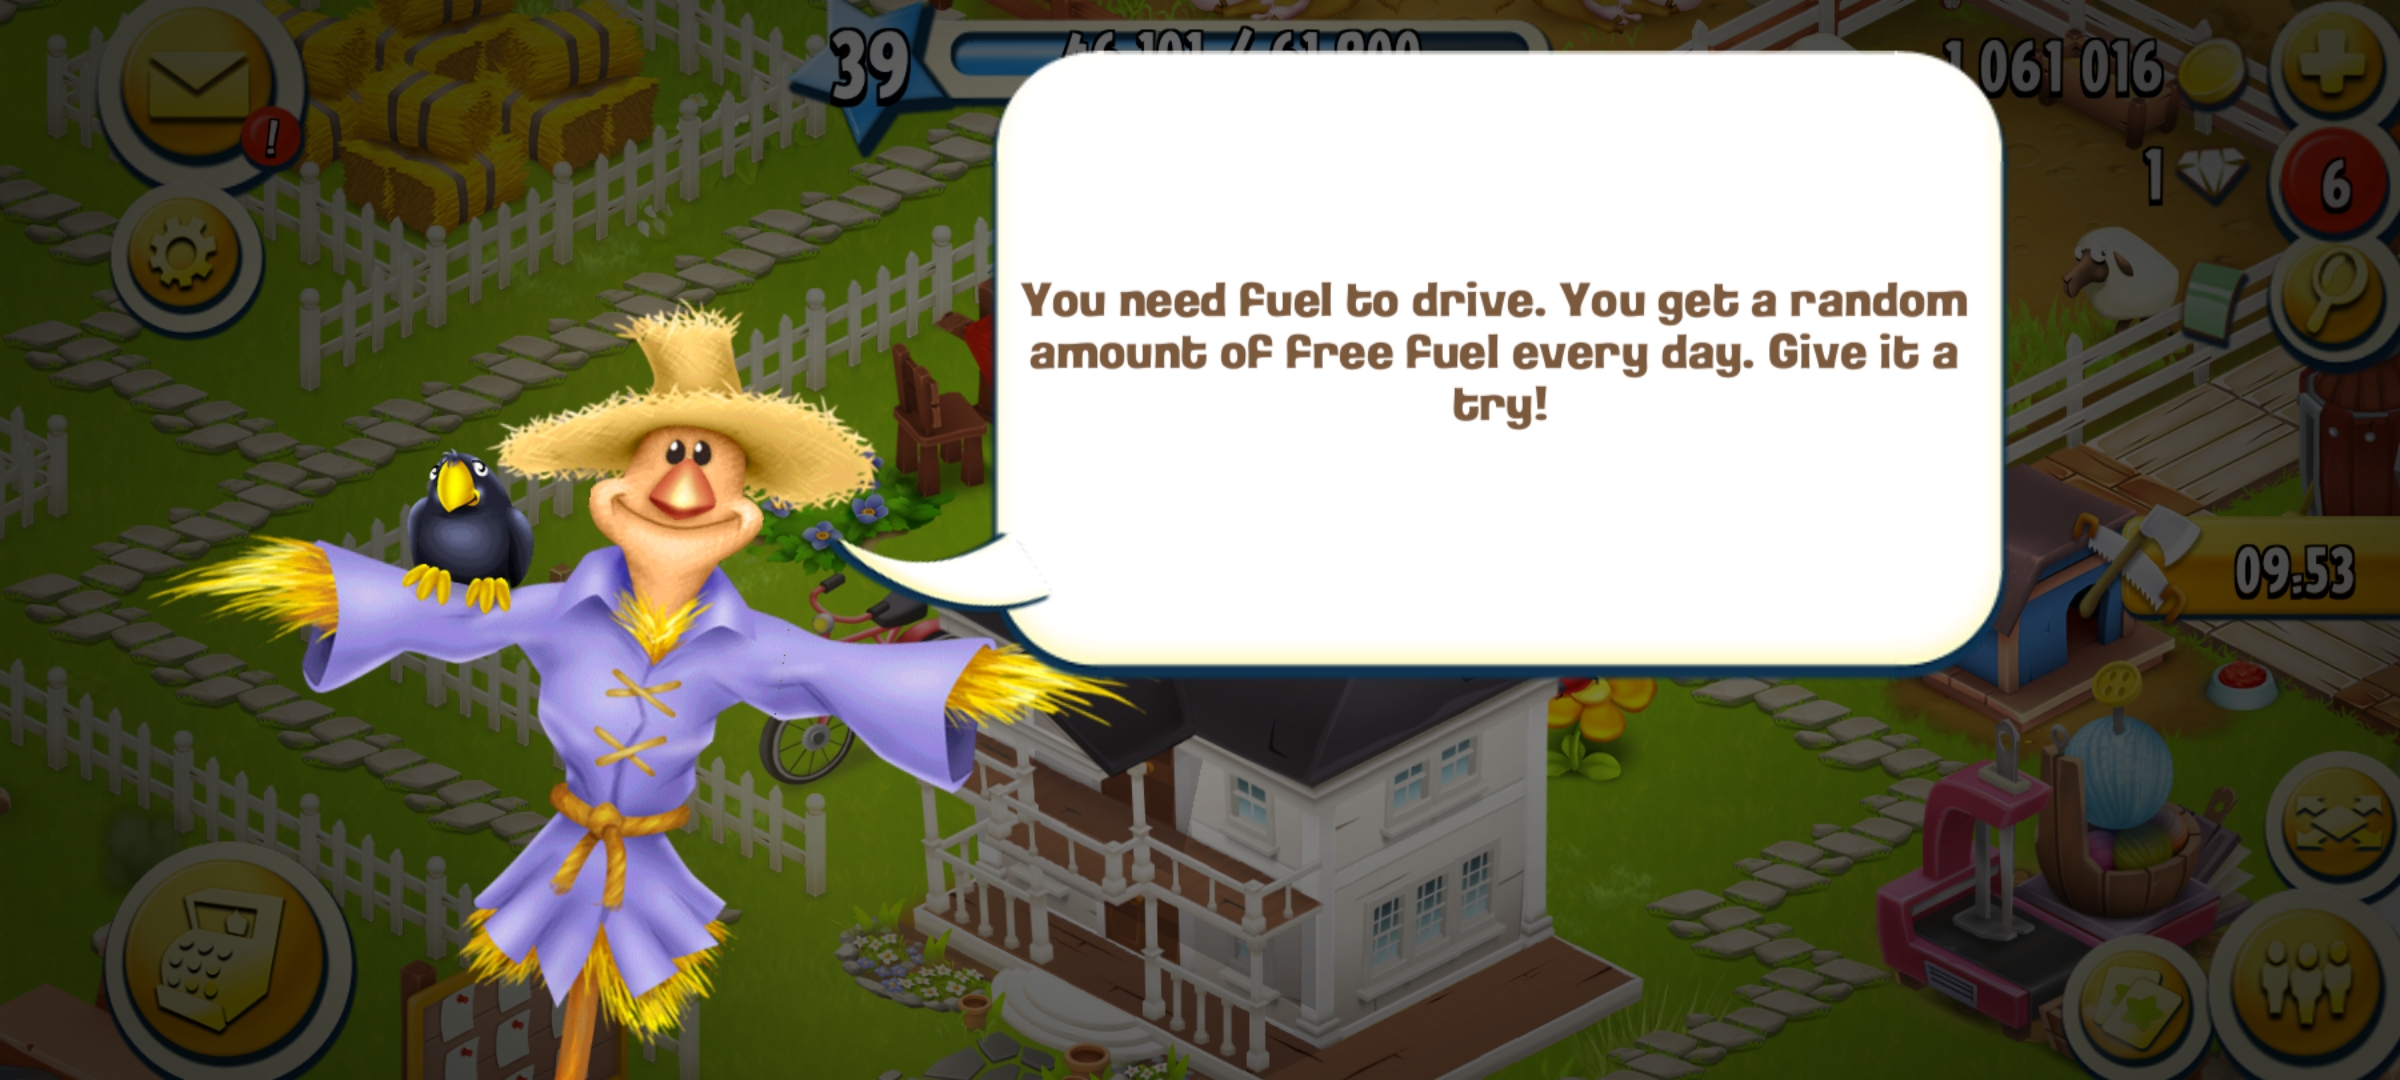 39
1 061 016
1
6
You need fuel to drive. You get a random
amount of free fuel every day. Give it a
try!
09:53